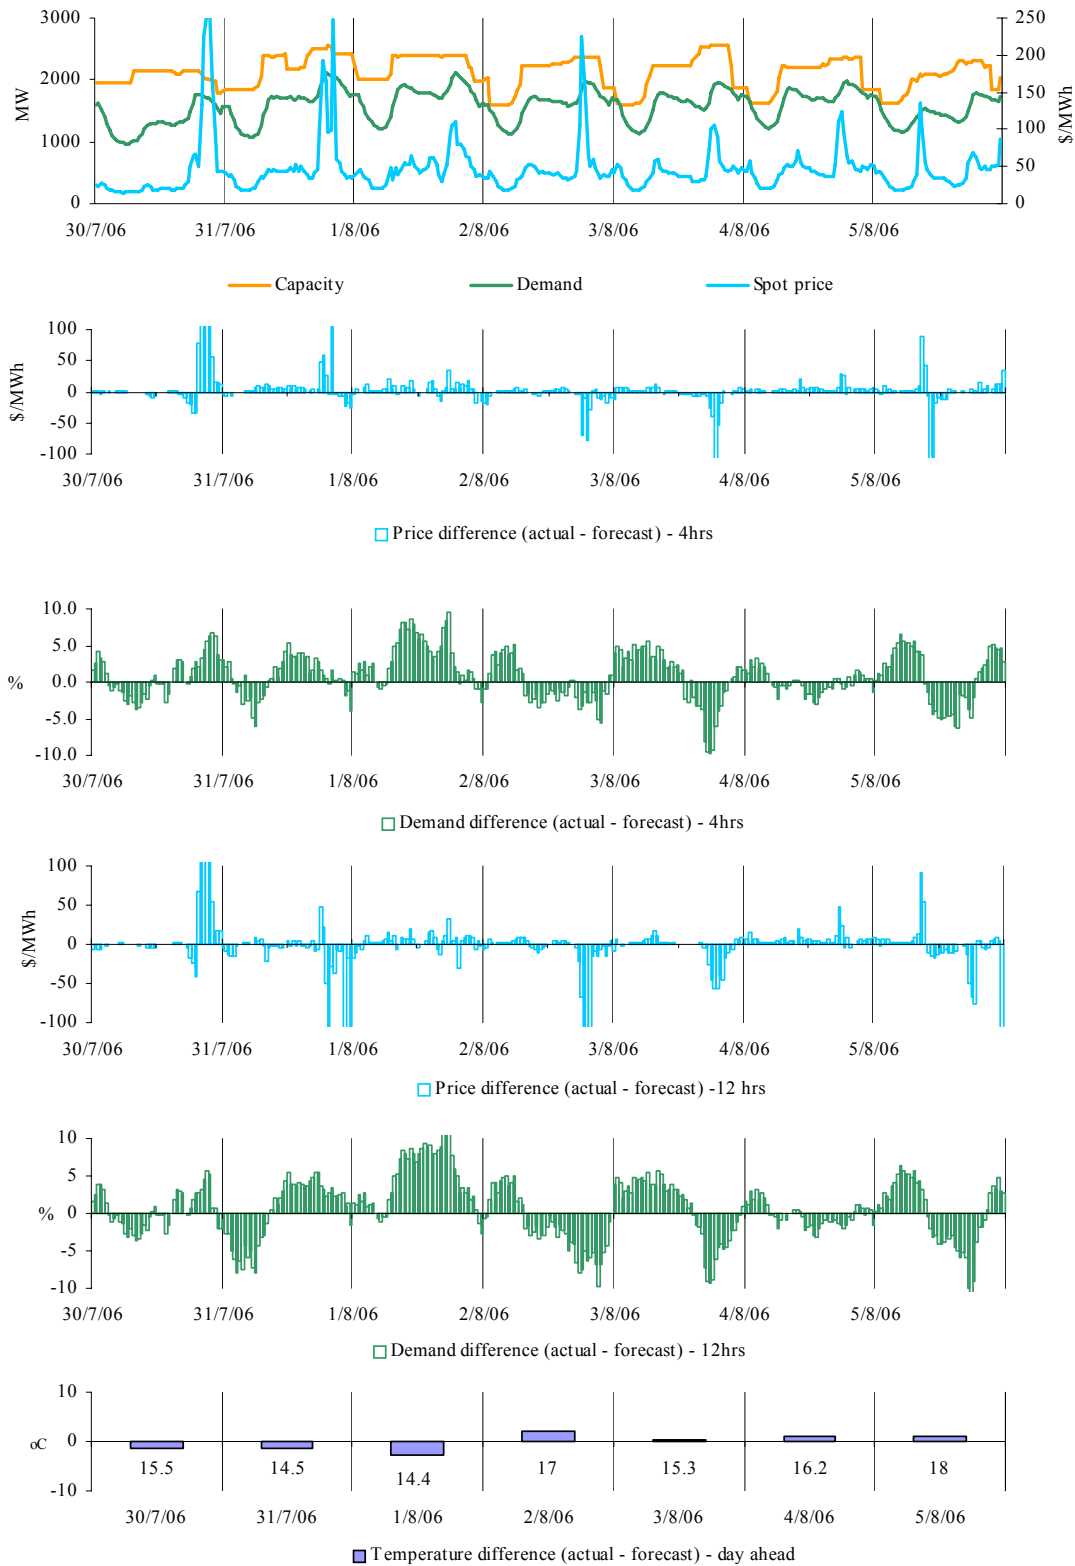 3000
2000
1000
0
MW
250
200
150
100
50
0
$/MWh
30/7/06 31/7/06 1/8/06 2/8/06 3/8/06 4/8/06 5/8/06
Capacity Demand Spot price
100
50
0
-50
-100
$/MWh
30/7/06 31/7/06 1/8/06 2/8/06 3/8/06 4/8/06 5/8/06
Price difference (actual - forecast) - 4hrs
10.0
5.0
0.0
-5.0
-10.0
%
30/7/06 31/7/06 1/8/06 2/8/06 3/8/06 4/8/06 5/8/06
Demand difference (actual - forecast) - 4hrs
100
50
0
-50
-100
$/MWh
30/7/06 31/7/06 1/8/06 2/8/06 3/8/06 4/8/06 5/8/06
Price difference (actual - forecast) -12 hrs
10
5
0
-5
-10
%
30/7/06 31/7/06 1/8/06 2/8/06 3/8/06 4/8/06 5/8/06
Demand difference (actual - forecast) - 12hrs
10
0
-10
oC
15.5 14.5 14.4 17 15.3 16.2 18
30/7/06 31/7/06 1/8/06 2/8/06 3/8/06 4/8/06 5/8/06
Temperature difference (actual - forecast) - day ahead